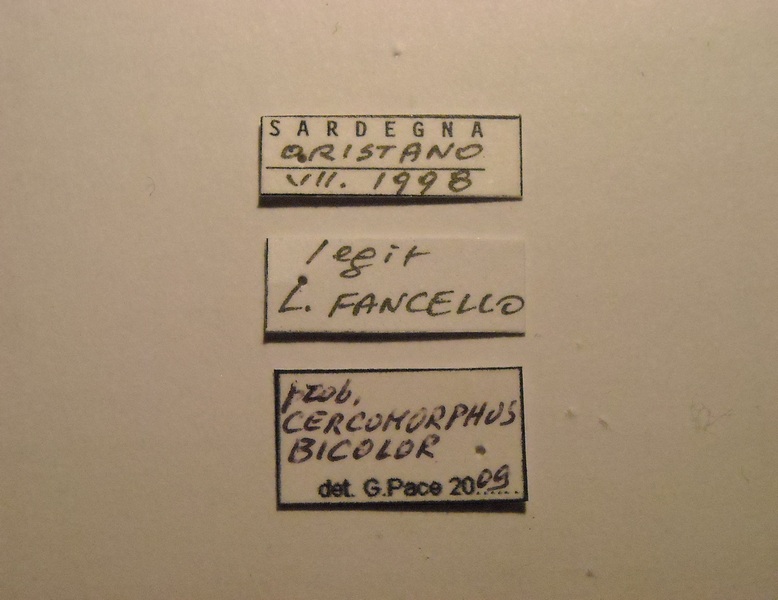 SARDEGNA
ORISTANO
VII. 1998
legit
L. FANCELLO
prob.
CERCOMORPHUS
BICOLOR
det. G.Pace 2009